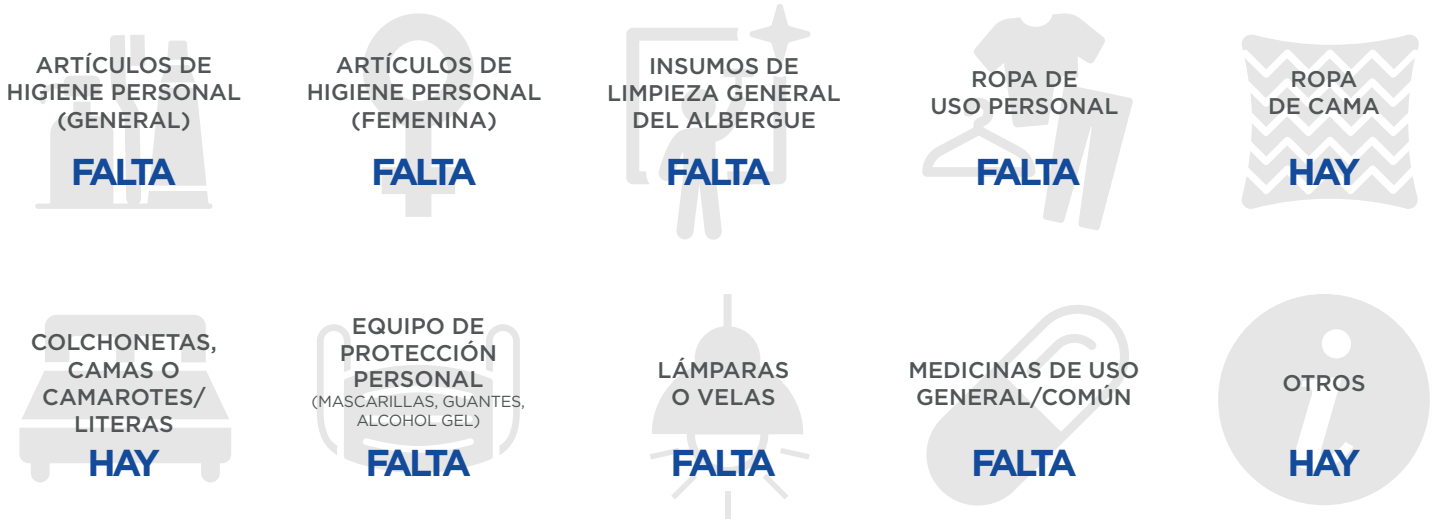 ARTÍCULOS DE
HIGIENE PERSONAL
(GENERAL)
FALTA
ARTÍCULOS DE
HIGIENE PERSONAL
(FEMENINA)
FALTA
INSUMOS DE
LIMPIEZA GENERAL
DEL ALBERGUE
FALTA
ROPA DE
USO PERSONAL
FALTA
ROPA
DE CAMA
HAY
COLCHONETAS,
CAMAS O
CAMAROTES/
LITERAS
HAY
EQUIPO DE
PROTECCIÓN
PERSONAL
(MASCARILLAS, GUANTES,
ALCOHOL GEL)
FALTA
LÁMPARAS
O VELAS
FALTA
MEDICINAS DE USO
GENERAL/COMÚN
FALTA
OTROS
HAY